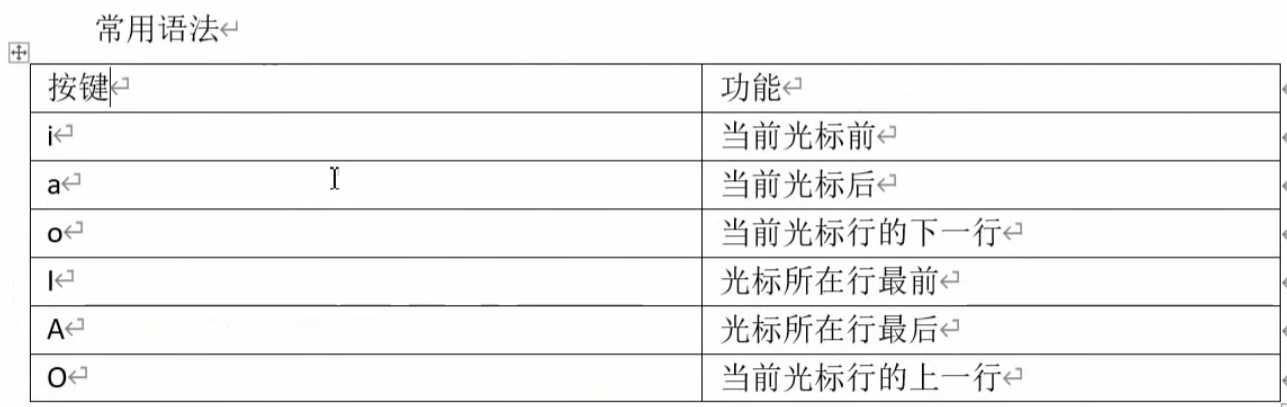 常用语法
按键 功能
i 当前光标前
a 当前光标后
o 当前光标行的下一行
I 光标所在行最前
A 光标所在行最后
O 当前光标行的上一行